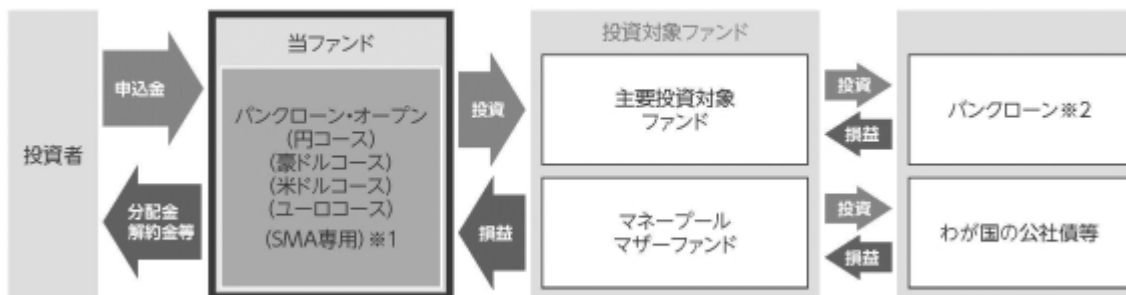 投資者
申込金
分配金
解約金等
当ファンド
バンクローン・オープン
(円コース)
(豪ドルコース)
(米ドルコース)
(ユーロコース)
(SMA専用)※1
投資
損益
投資対象ファンド
主要投資対象
ファンド
マネープール
マザーファンド
投資
損益
投資
損益
バンクローン※2
わが国の公社債等